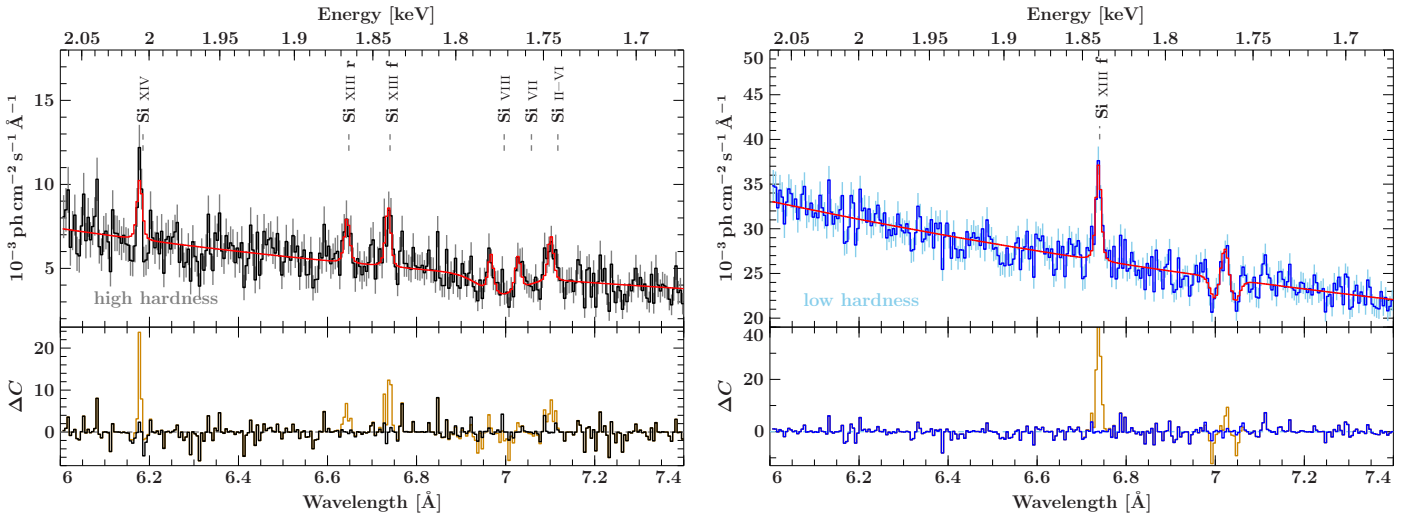 Energy [keV]
2.05 2 1.95 1.9 1.85 1.8 1.75 1.7
10⁻³ ph cm⁻² s⁻¹ Å⁻¹
15
10
5
Si XIV
Si XIII r
Si XIII f
Si VIII
Si VII
Si II–VI
high hardness
ΔC
20
10
0
6 6.2 6.4 6.6 6.8 7 7.2 7.4
Wavelength [Å]
Energy [keV]
2.05 2 1.95 1.9 1.85 1.8 1.75 1.7
10⁻³ ph cm⁻² s⁻¹ Å⁻¹
50
45
40
35
30
25
20
Si XIII f
low hardness
ΔC
40
20
0
6 6.2 6.4 6.6 6.8 7 7.2 7.4
Wavelength [Å]